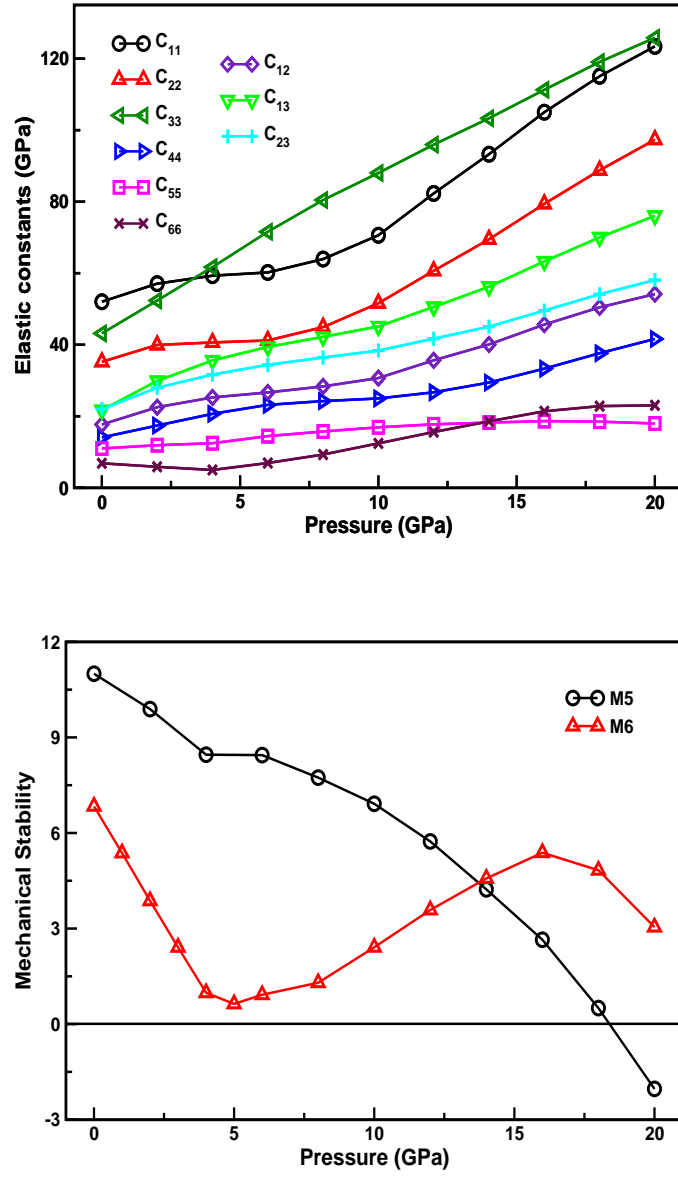 120
80
40
0
Elastic constants (GPa)
C11
C22
C33
C44
C55
C66
C12
C13
C23
0 5 10 15 20
Pressure (GPa)
12
9
6
3
0
-3
Mechanical Stability
M5
M6
0 5 10 15 20
Pressure (GPa)